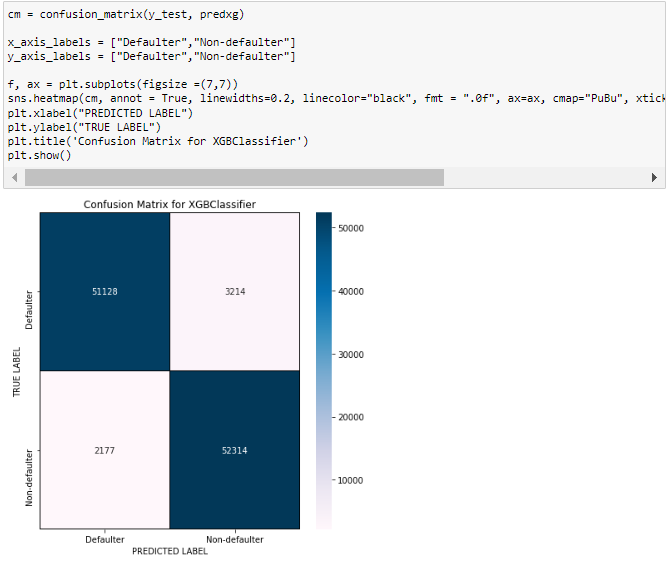 cm = confusion_matrix(y_test, predxg)
x_axis_labels = ["Defaulter","Non-defaulter"]
y_axis_labels = ["Defaulter","Non-defaulter"]
f, ax = plt.subplots(figsize =(7,7))
sns.heatmap(cm, annot = True, linewidths=0.2, linecolor="black", fmt = ".0f", ax=ax, cmap="PuBu", xtick
plt.xlabel("PREDICTED LABEL")
plt.ylabel("TRUE LABEL")
plt.title('Confusion Matrix for XGBClassifier')
plt.show()
Confusion Matrix for XGBClassifier
TRUE LABEL
Defaulter
51128
3214
Non-defaulter
2177
52314
Defaulter
Non-defaulter
PREDICTED LABEL
50000
40000
30000
20000
10000